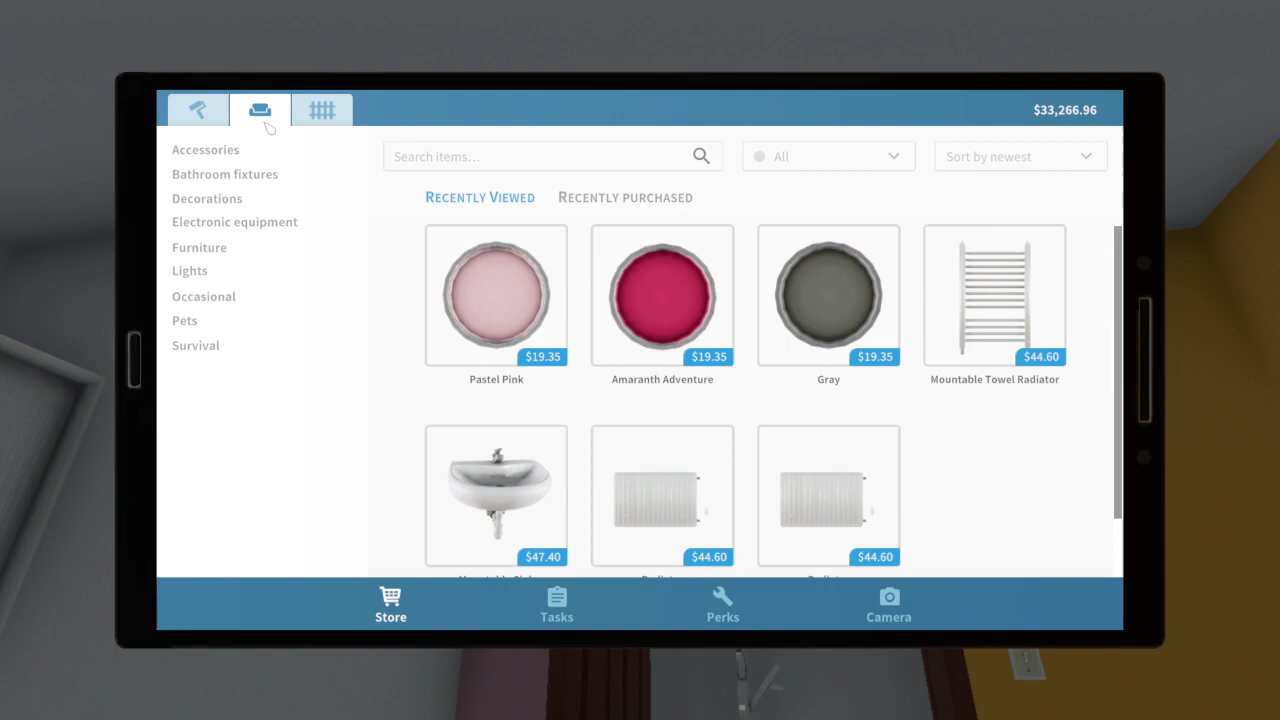 $33,266.96
Accessories
Bathroom fixtures
Decorations
Electronic equipment
Furniture
Lights
Occasional
Pets
Survival
Search items...
All
Sort by newest
RECENTLY VIEWED
RECENTLY PURCHASED
$19.35
$19.35
$19.35
$44.60
Pastel Pink
Amaranth Adventure
Gray
Mountable Towel Radiator
$47.40
$44.60
$44.60
Store
Tasks
Perks
Camera